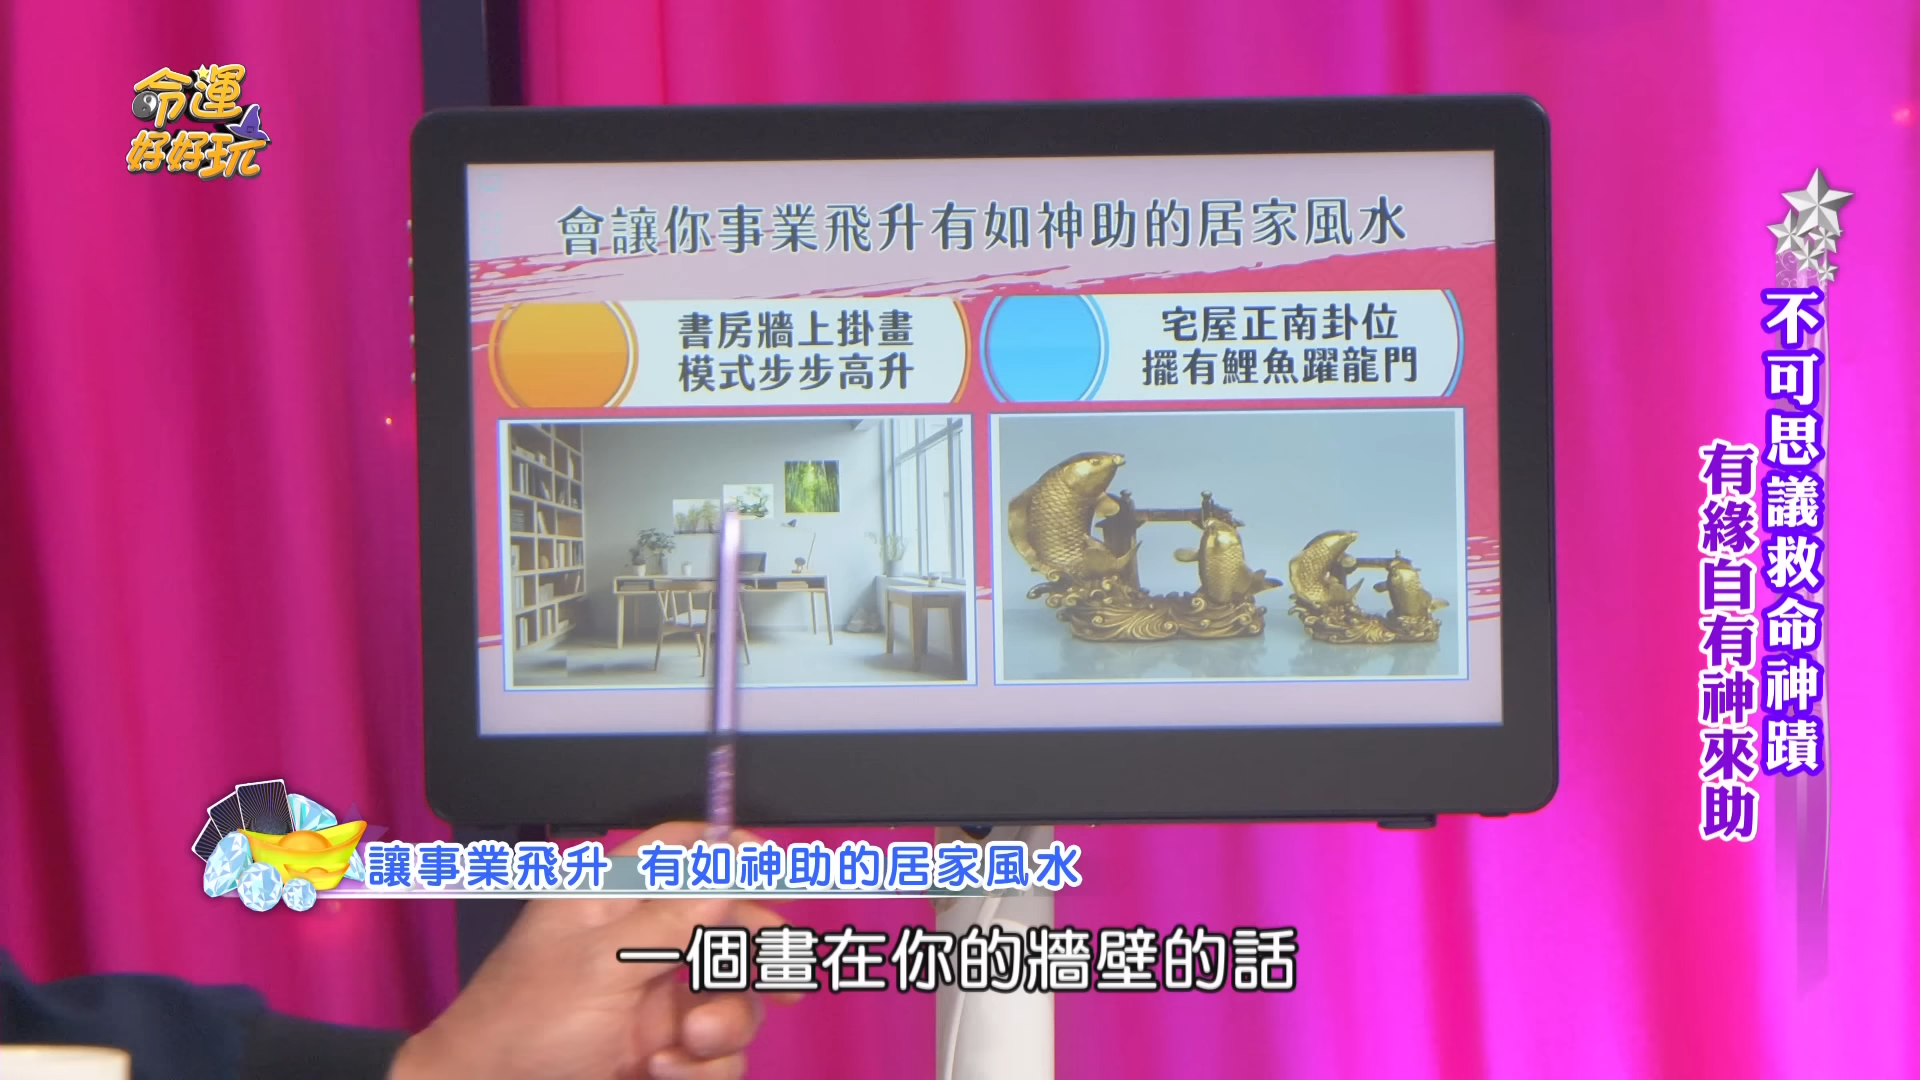 命運
好好玩
會讓你事業飛升有如神助的居家風水
書房牆上掛畫
模式步步高升
宅屋正南卦位
擺有鯉魚躍龍門
不可思議救命神蹟
有緣自有神來助
讓事業飛升 有如神助的居家風水
一個畫在你的牆壁的話